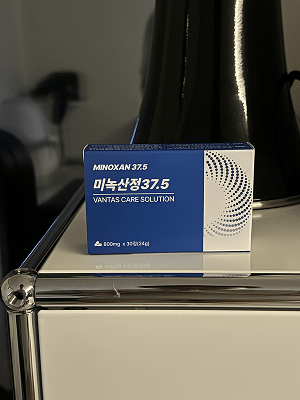 MINOXAN 37.5
미녹산정37.5
VANTAS CARE SOLUTION
800mg x 30정(24g)